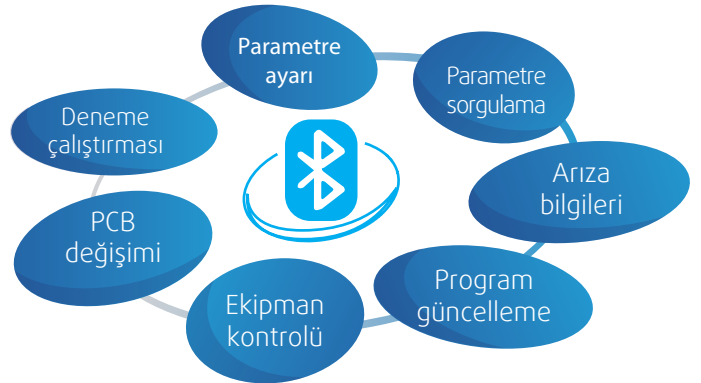 Parametre
ayarı
Parametre
sorgulama
Arıza
bilgileri
Program
güncelleme
Ekipman
kontrolü
PCB
değişimi
Deneme
çalıştırması